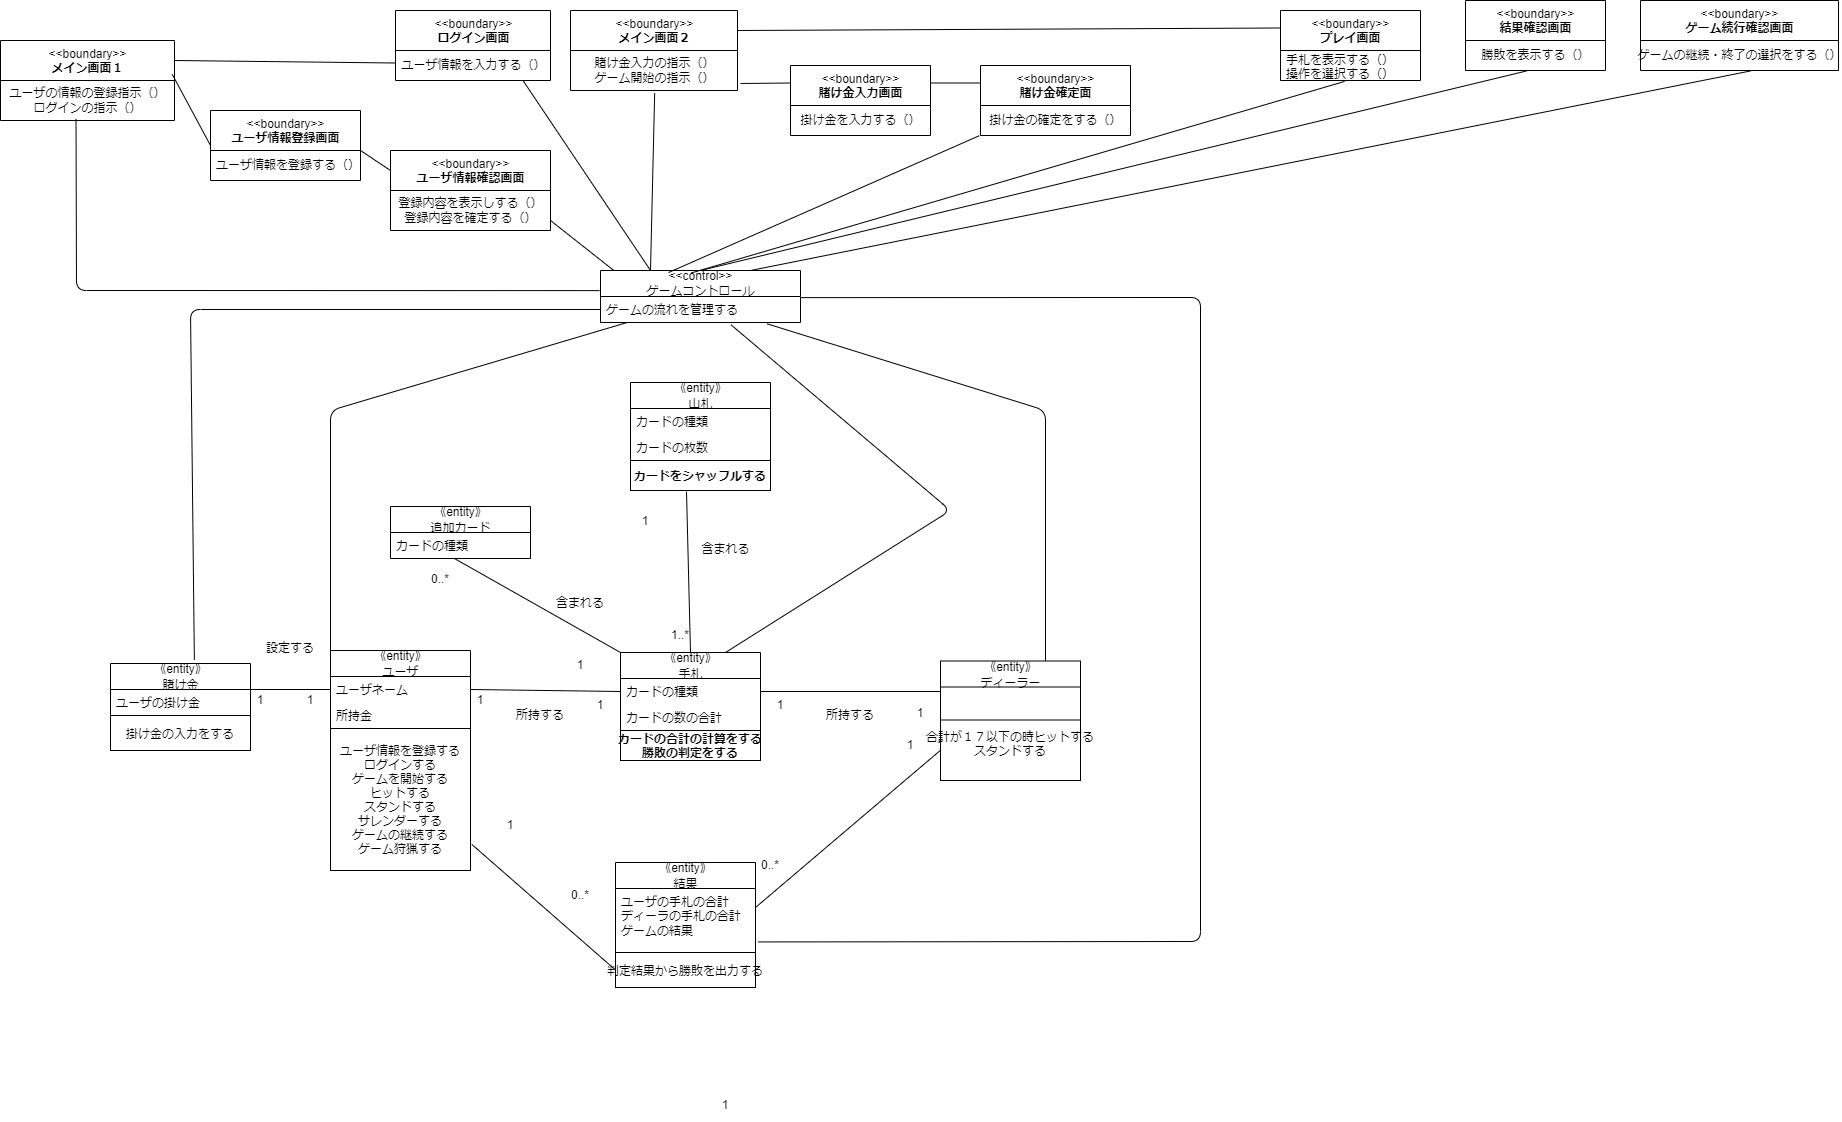 <<boundary>>
メイン画面１
ユーザの情報の登録指示（）
ログインの指示（）
<<boundary>>
ログイン画面
ユーザ情報を入力する（）
<<boundary>>
メイン画面２
賭け金入力の指示（）
ゲーム開始の指示（）
<<boundary>>
プレイ画面
手札を表示する（）
操作を選択する（）
<<boundary>>
結果確認画面
勝敗を表示する（）
<<boundary>>
ゲーム続行確認画面
ゲームの継続・終了の選択をする（）
<<boundary>>
賭け金入力画面
掛け金を入力する（）
<<boundary>>
賭け金確定面
掛け金の確定をする（）
<<boundary>>
ユーザ情報登録画面
ユーザ情報を登録する（）
<<boundary>>
ユーザ情報確認画面
登録内容を表示しする（）
登録内容を確定する（）
<<control>>
ゲームコントロール
ゲームの流れを管理する
《entity》
山札
カードの種類
カードの枚数
カードをシャッフルする
1
含まれる
1..*
《entity》
追加カード
カードの種類
0..*
含まれる
1
設定する
《entity》
賭け金
ユーザの掛け金
掛け金の入力をする
1
1
《entity》
ユーザ
ユーザネーム
所持金
ユーザ情報を登録する
ログインする
ゲームを開始する
ヒットする
スタンドする
サレンダーする
ゲームの継続する
ゲーム狩猟する
1
所持する
1
《entity》
手札
カードの種類
カードの数の合計
カードの合計の計算をする
勝敗の判定をする
1
所持する
1
《entity》
ディーラー
合計が１７以下の時ヒットする
スタンドする
1
0..*
1
0..*
《entity》
結果
ユーザの手札の合計
ディーラの手札の合計
ゲームの結果
判定結果から勝敗を出力する
1